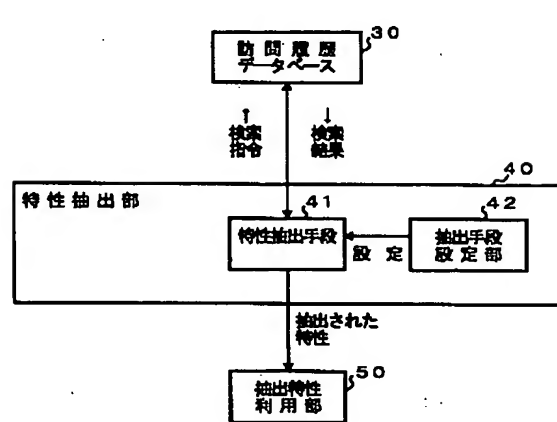 30
訪問履歴
データベース
↑
検索
指令
↓
検索
結果
40
特性抽出部
41
特性抽出手段
42
抽出手段
設定部
設定
抽出された
特性
50
抽出特性
利用部